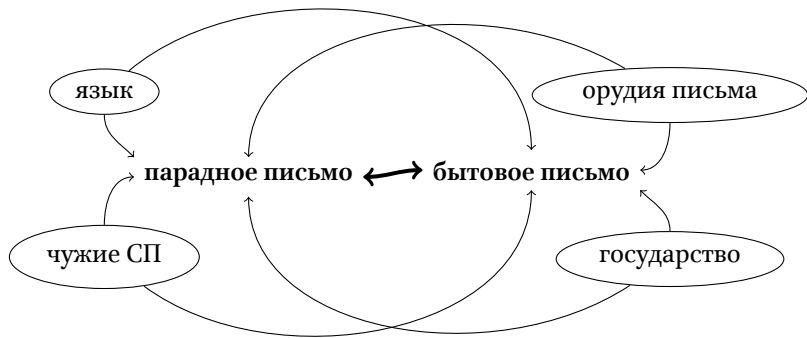 язык
орудия письма
парадное письмо
бытовое письмо
чужие СП
государство